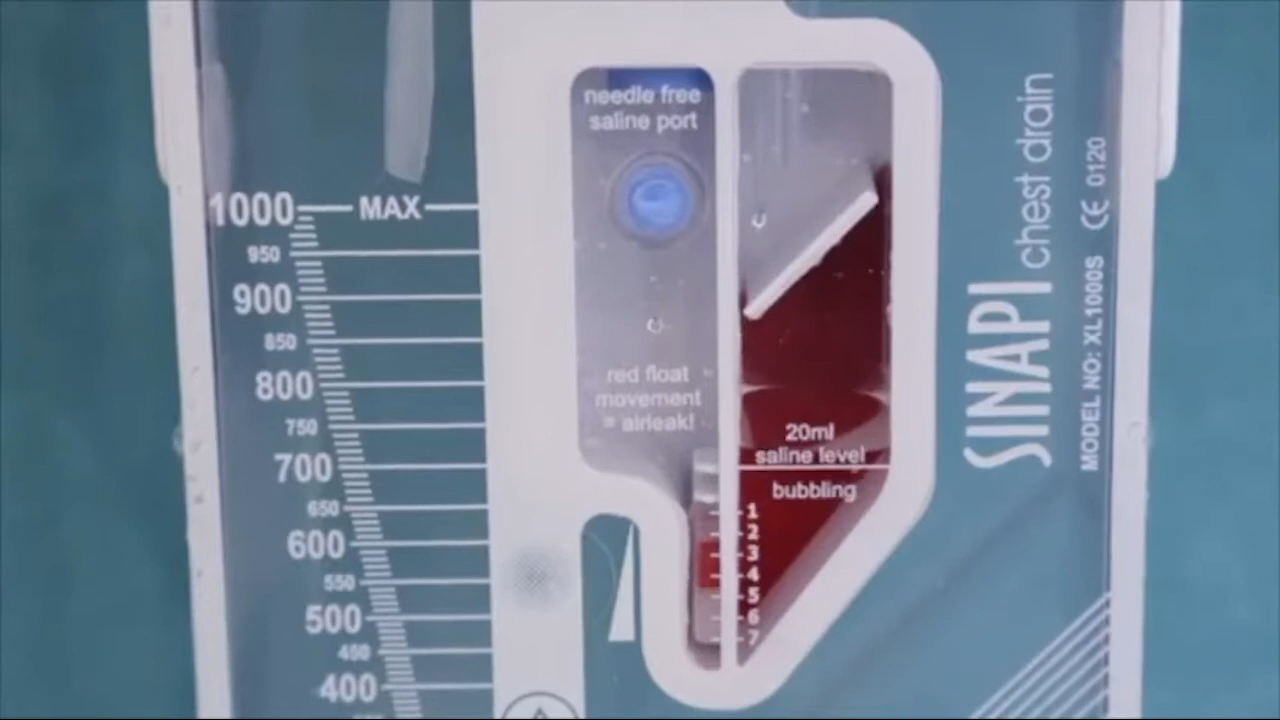 needle free
saline port
1000
MAX
950
900
850
800
750
700
650
600
550
500
450
400
red float
movement
= airleak!
20ml
saline level
bubbling
1
2
3
4
5
6
7
SINAPI chest drain
MODEL NO: XL1000S CE 0120